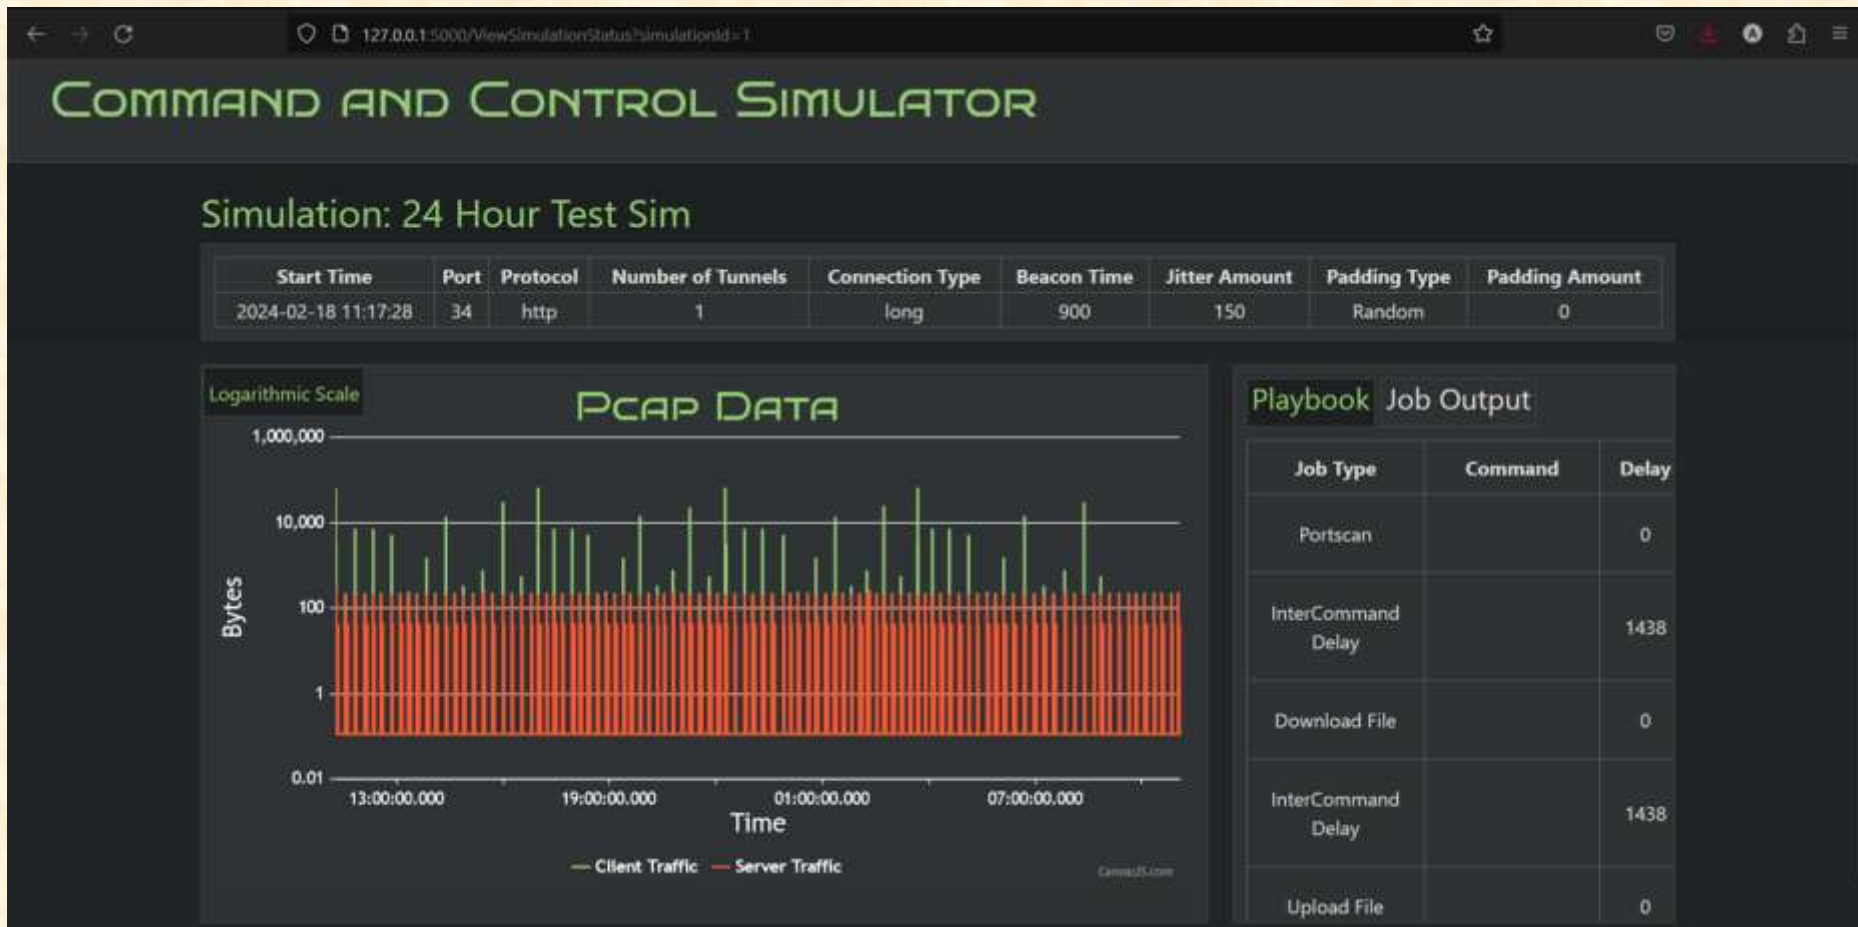 127.0.0.1:5000/ViewSimulationStatus?simulationId=1
COMMAND AND CONTROL SIMULATOR
Simulation: 24 Hour Test Sim
Start Time Port Protocol Number of Tunnels Connection Type Beacon Time Jitter Amount Padding Type Padding Amount
2024-02-18 11:17:28 34 http 1 long 900 150 Random 0
Logarithmic Scale
PCAP DATA
1,000,000
10,000
100
1
0.01
Bytes
13:00:00.000 19:00:00.000 01:00:00.000 07:00:00.000
Time
Client Traffic Server Traffic
CanvasJS.com
Playbook Job Output
Job Type Command Delay
Portscan 0
InterCommand
Delay 1438
Download File 0
InterCommand
Delay 1438
Upload File 0